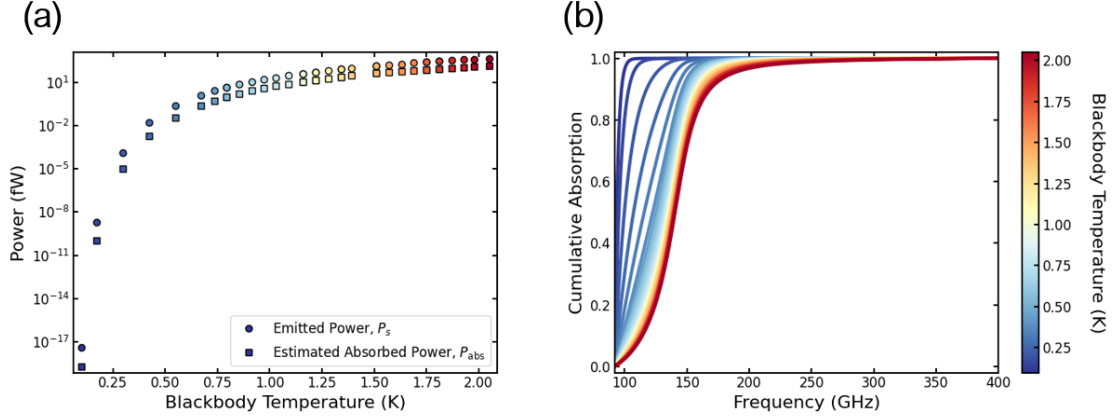 (a)
Power (fW)
10¹
10⁻²
10⁻⁵
10⁻⁸
10⁻¹¹
10⁻¹⁴
10⁻¹⁷
Emitted Power, Pₛ
Estimated Absorbed Power, P_abs
0.25 0.50 0.75 1.00 1.25 1.50 1.75 2.00
Blackbody Temperature (K)
(b)
Cumulative Absorption
1.0
0.8
0.6
0.4
0.2
0.0
100 150 200 250 300 350 400
Frequency (GHz)
2.00
1.75
1.50
1.25
1.00
0.75
0.50
0.25
Blackbody Temperature (K)